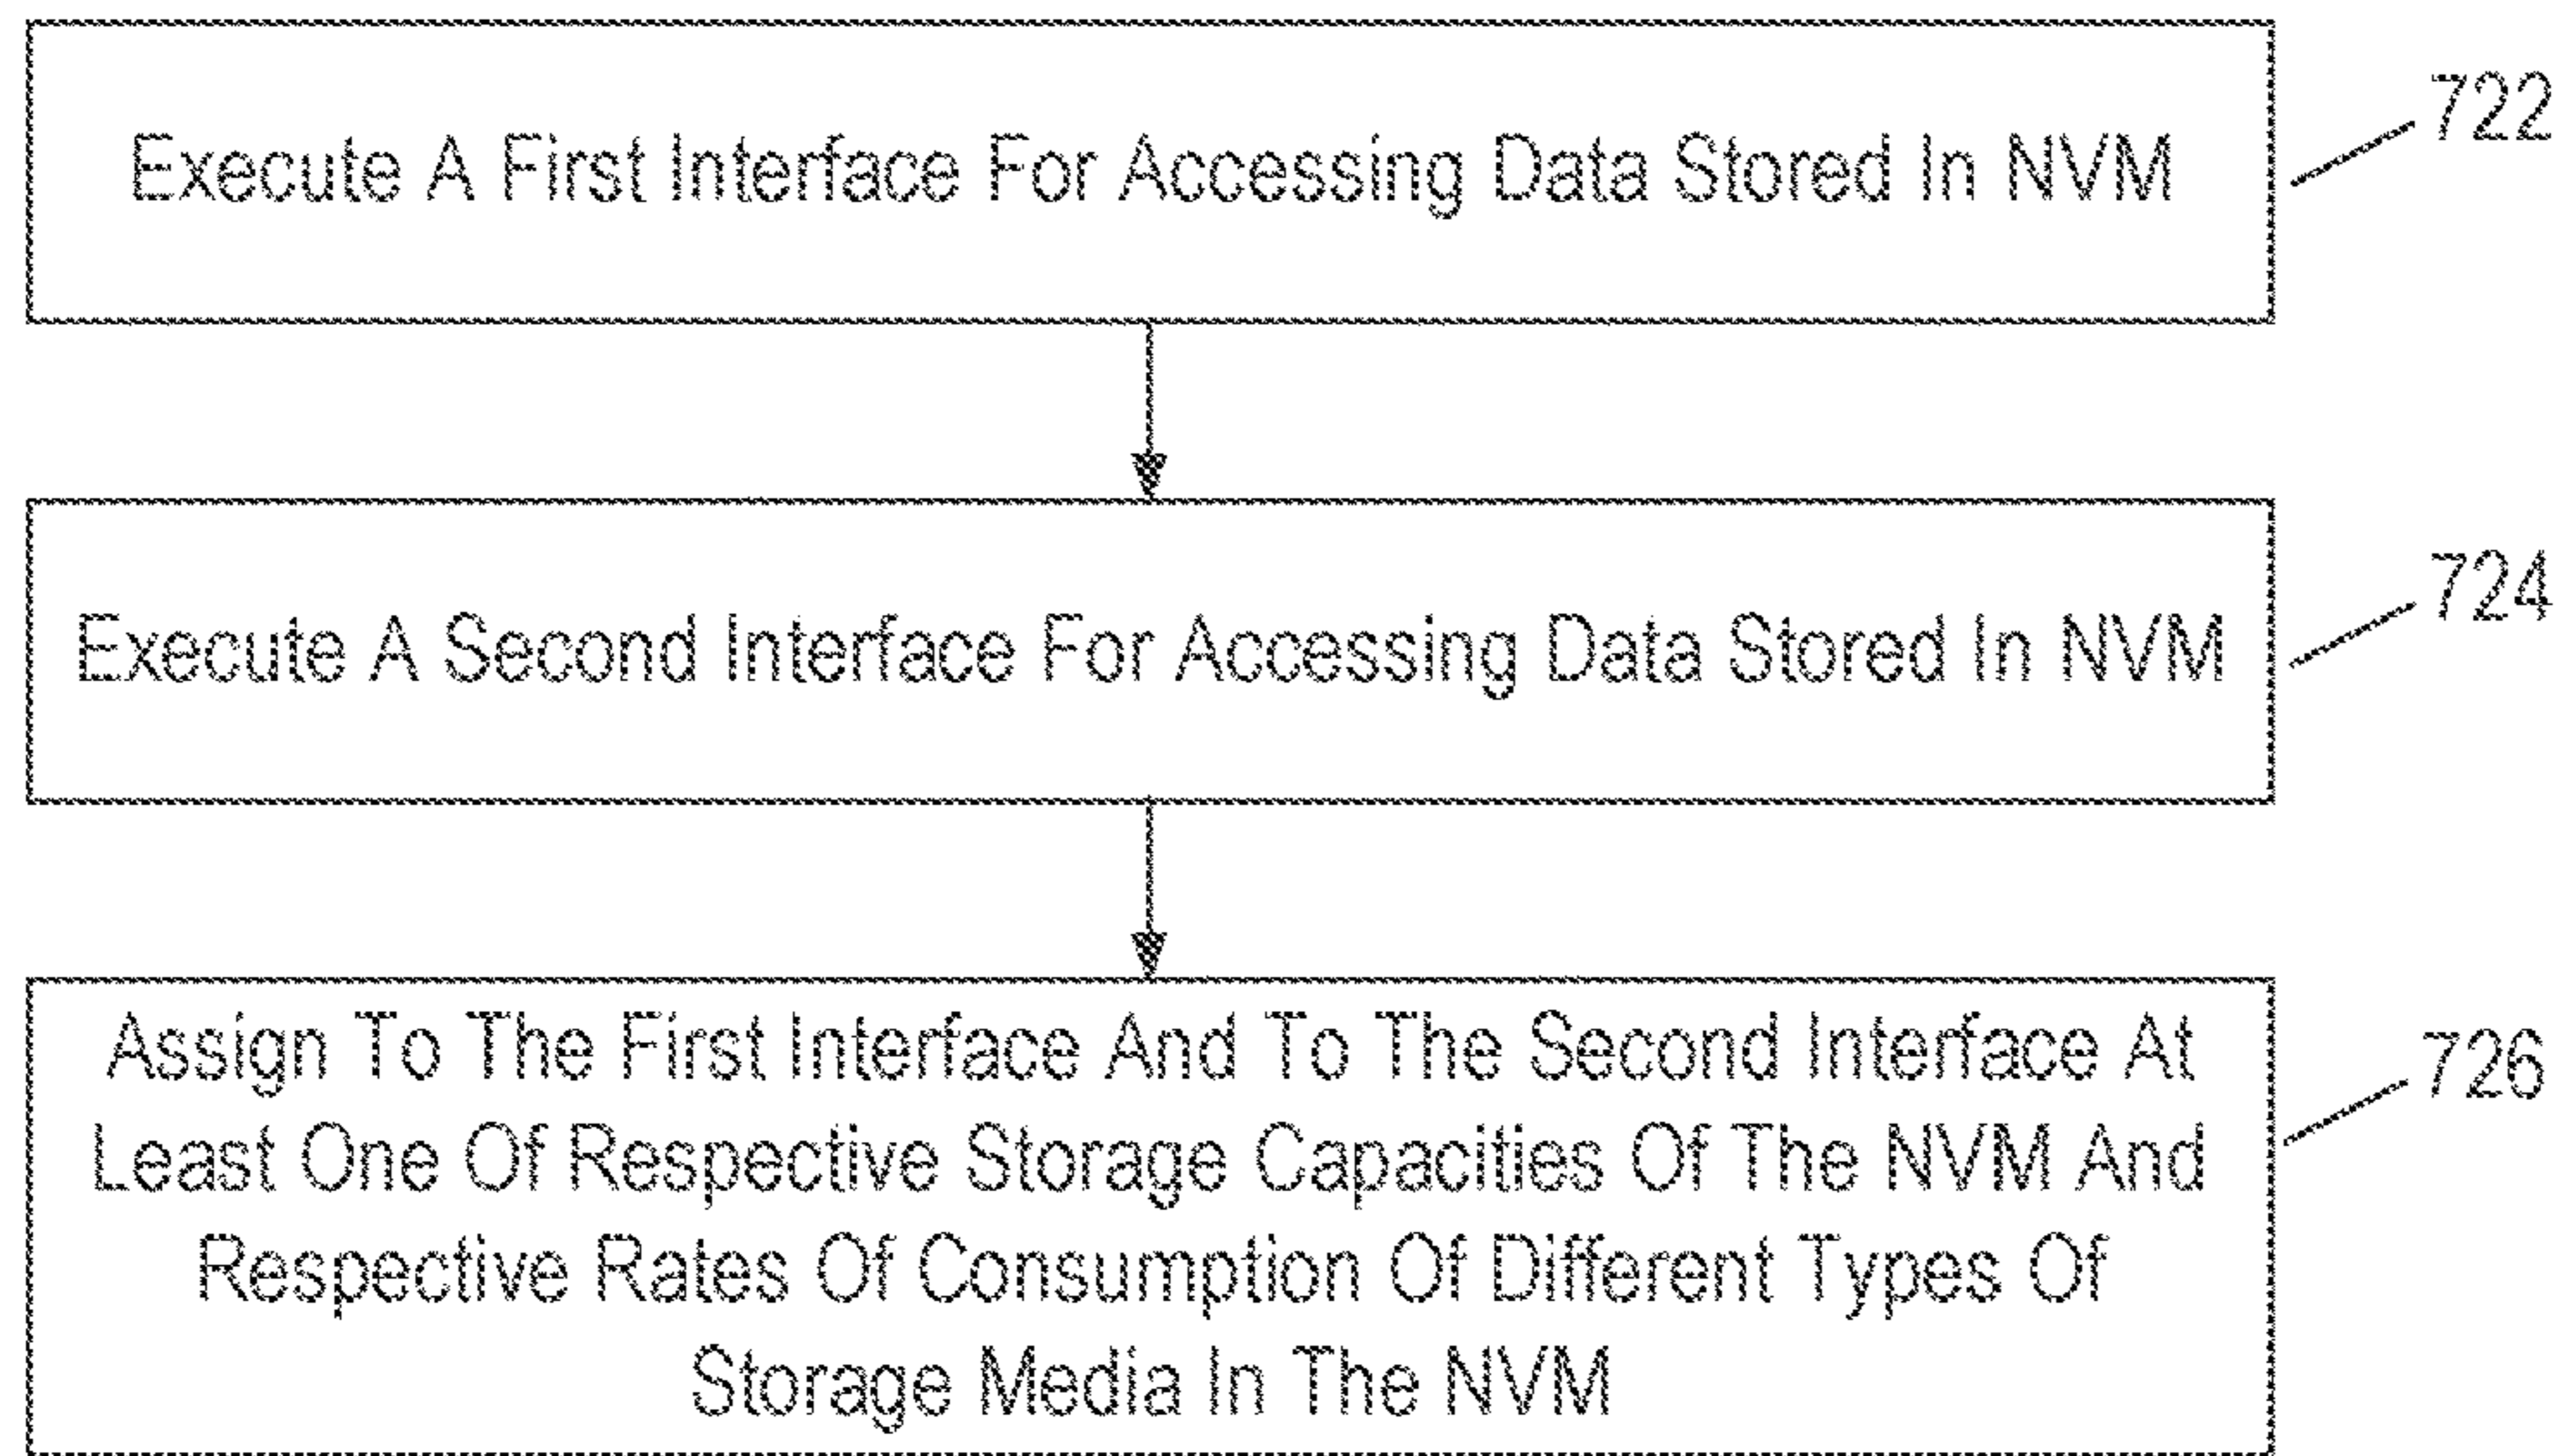 Execute A First Interface For Accessing Data Stored In NVM
722
Execute A Second Interface For Accessing Data Stored In NVM
724
Assign To The First Interface And To The Second Interface At
Least One Of Respective Storage Capacities Of The NVM And
Respective Rates Of Consumption Of Different Types Of
Storage Media In The NVM
726